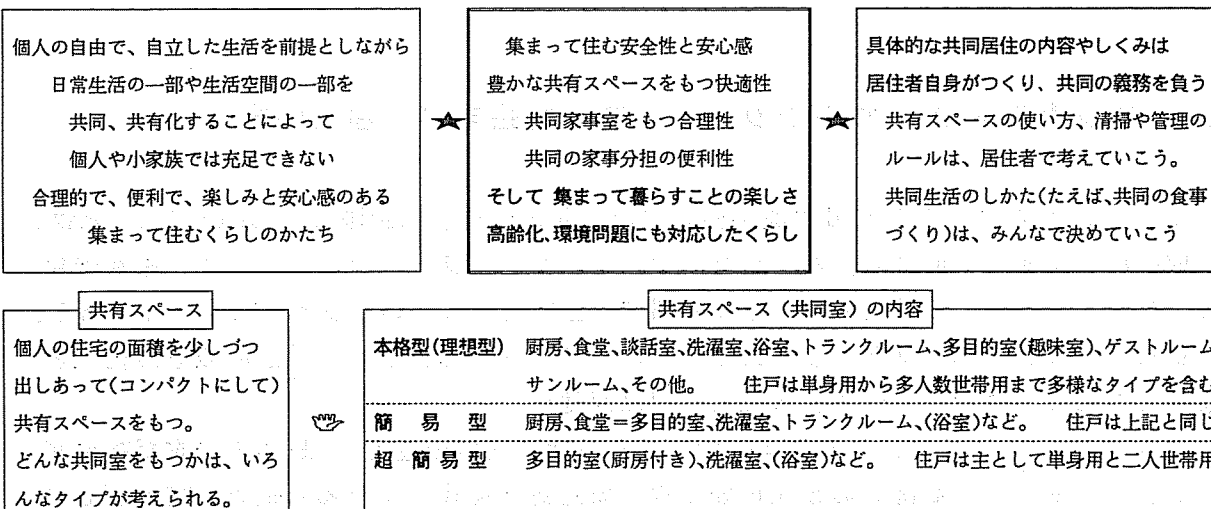 個人の自由で、自立した生活を前提としながら
日常生活の一部や生活空間の一部を
共同、共有化することによって
個人や小家族では充足できない
合理的で、便利で、楽しみと安心感のある
集まって住むくらしのかたち
集まって住む安全性と安心感
豊かな共有スペースをもつ快適性
共同家事室をもつ合理性
共同の家事分担の便利性
そして 集まって暮らすことの楽しさ
高齢化、環境問題にも対応したくらし
具体的な共同居住の内容やしくみは
居住者自身がつくり、共同の義務を負う
共有スペースの使い方、清掃や管理の
ルールは、居住者で考えていこう。
共同生活のしかた(たとえば、共同の食事
づくり)は、みんなで決めていこう
共有スペース
個人の住宅の面積を少しづつ
出しあって(コンパクトにして)
共有スペースをもつ。
どんな共同室をもつかは、いろ
んなタイプが考えられる。
共有スペース（共同室）の内容
本格型(理想型) 厨房、食堂、談話室、洗濯室、浴室、トランクルーム、多目的室(趣味室)、ゲストルーム
サンルーム、その他。 住戸は単身用から多人数世帯用まで多様なタイプを含む
簡易型 厨房、食堂＝多目的室、洗濯室、トランクルーム、(浴室)など。 住戸は上記と同じ
超簡易型 多目的室(厨房付き)、洗濯室、(浴室)など。 住戸は主として単身用と二人世帯用